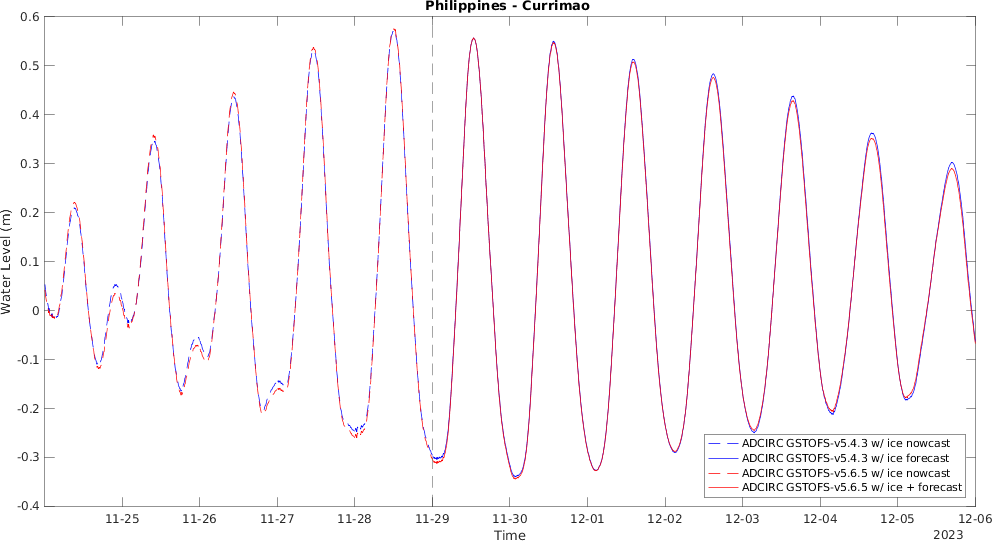 Philippines - Currimao
0.6
0.5
0.4
0.3
0.2
0.1
0
-0.1
-0.2
-0.3
-0.4
Water Level (m)
ADCIRC GSTOFS-v5.4.3 w/ ice nowcast
ADCIRC GSTOFS-v5.4.3 w/ ice forecast
ADCIRC GSTOFS-v5.6.5 w/ ice nowcast
ADCIRC GSTOFS-v5.6.5 w/ ice + forecast
11-25 11-26 11-27 11-28 11-29 11-30 12-01 12-02 12-03 12-04 12-05 12-06
Time
2023